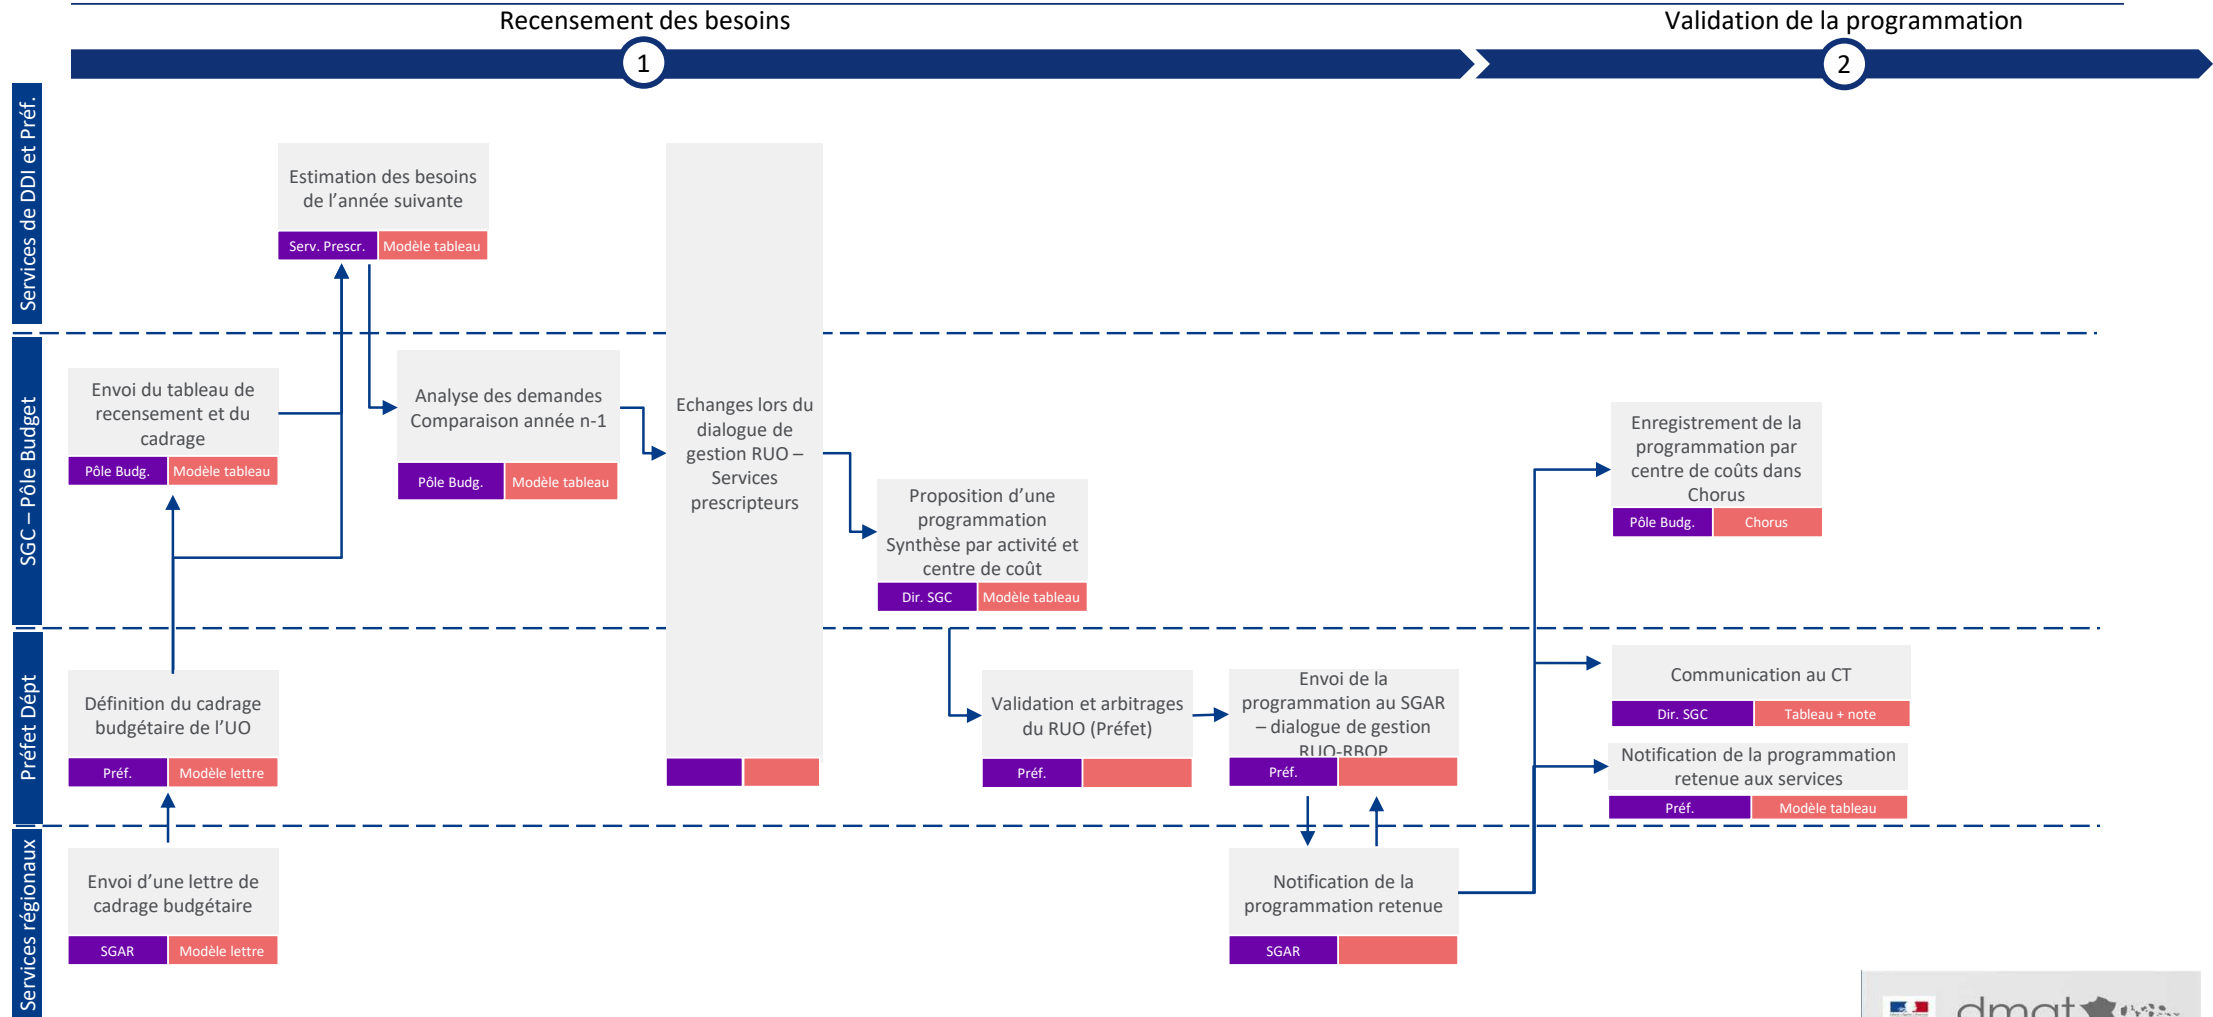 Recensement des besoins
Validation de la programmation
1
2
Services de DDI et Préf.
Estimation des besoins
de l’année suivante
Serv. Prescr.
Modèle tableau
SGC – Pôle Budget
Envoi du tableau de
recensement et du
cadrage
Pôle Budg.
Modèle tableau
Analyse des demandes
Comparaison année n-1
Pôle Budg.
Modèle tableau
Echanges lors du
dialogue de
gestion RUO –
Services
prescripteurs
Proposition d’une
programmation
Synthèse par activité et
centre de coût
Dir. SGC
Modèle tableau
Enregistrement de la
programmation par
centre de coûts dans
Chorus
Pôle Budg.
Chorus
Préfet Dépt
Définition du cadrage
budgétaire de l’UO
Préf.
Modèle lettre
Validation et arbitrages
du RUO (Préfet)
Préf.
Envoi de la
programmation au SGAR
– dialogue de gestion
RUO-RBOP
Préf.
Communication au CT
Dir. SGC
Tableau + note
Notification de la programmation
retenue aux services
Préf.
Modèle tableau
Services régionaux
Envoi d’une lettre de
cadrage budgétaire
SGAR
Modèle lettre
Notification de la
programmation retenue
SGAR
dmat